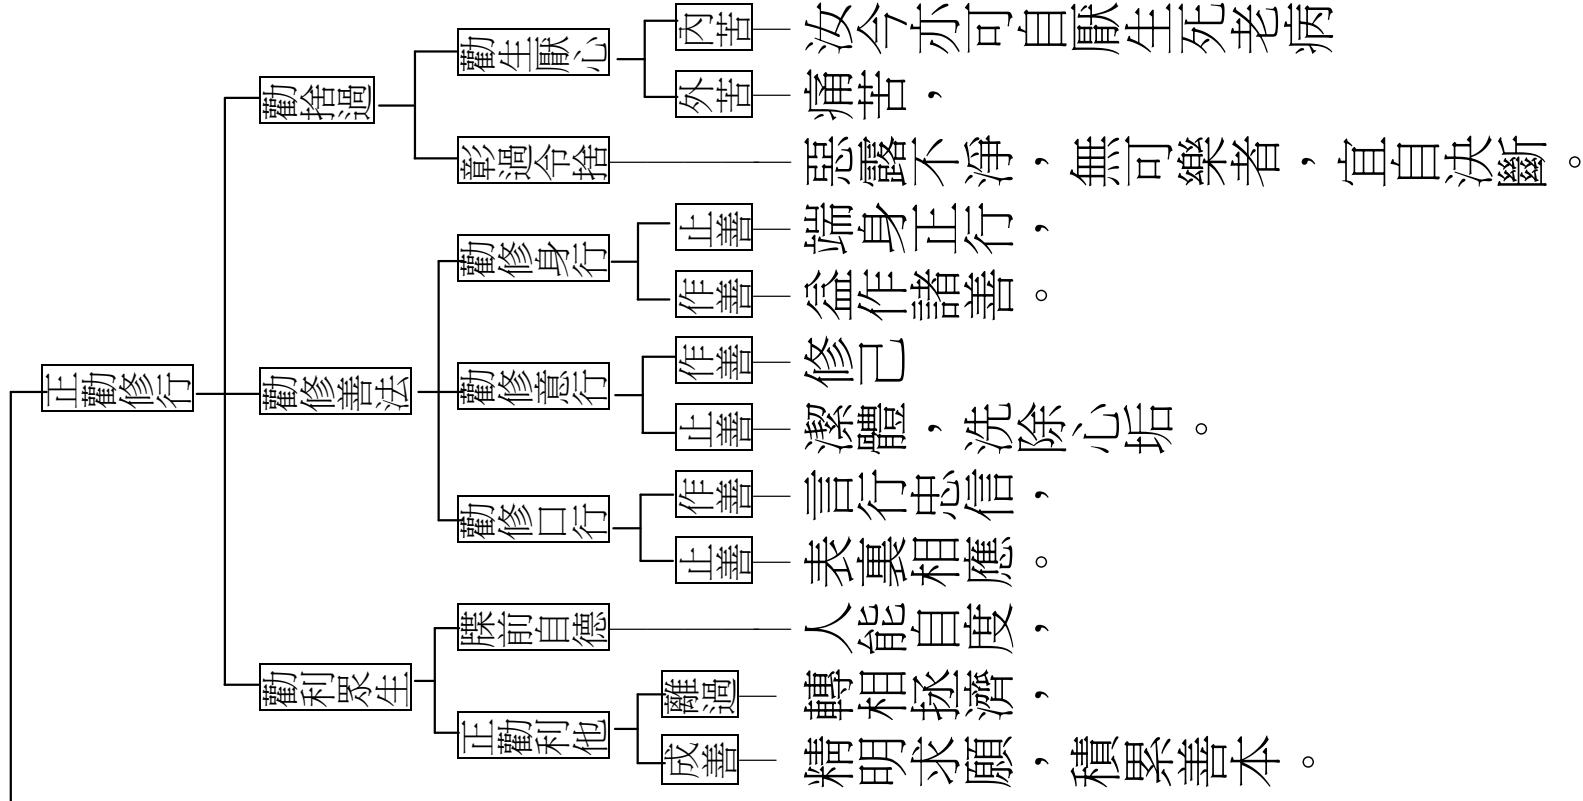 正勸修行
勸捨過
勸生厭心
內苦
汝今亦可自厭生死老病
外苦
痛苦，
彰過令捨
惡露不淨，無可樂者，宜自決斷。
勸修善法
勸修身行
止善
端身正行，
作善
益作諸善。
勸修意行
作善
修己
止善
潔體，洗除心垢。
勸修口行
作善
言行忠信，
止善
表裏相應。
勸利眾生
牒前自德
人能自度，
正勸利他
離過
轉相拯濟，
成善
精明求願，積累善本。